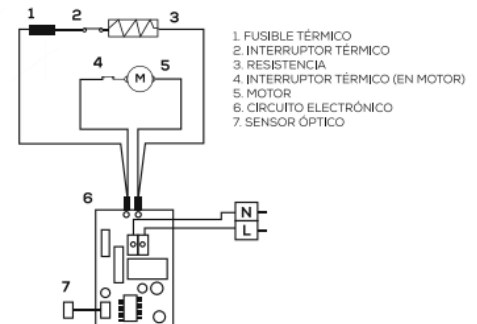 1 2 3
1. FUSIBLE TÉRMICO
2. INTERRUPTOR TÉRMICO
3. RESISTENCIA
4. INTERRUPTOR TÉRMICO (EN MOTOR)
5. MOTOR
6. CIRCUITO ELECTRÓNICO
7. SENSOR ÓPTICO
4 M 5
6
N
L
7